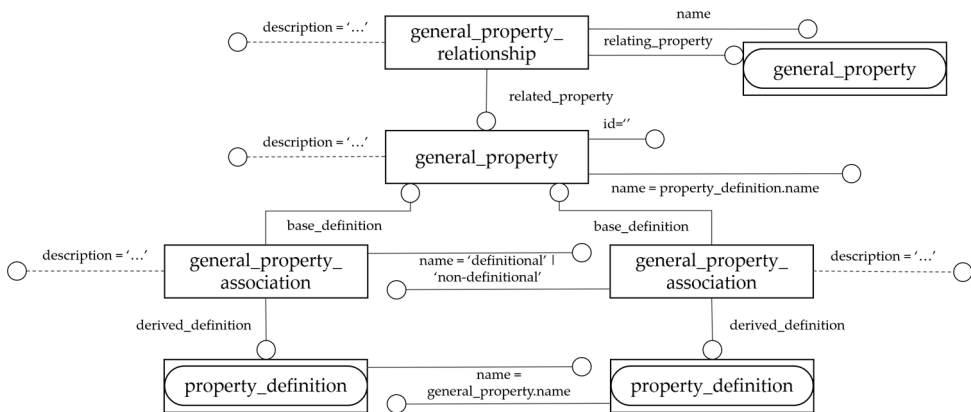 description = ‘…’
general_property_
relationship
name
relating_property
general_property
related_property
description = ‘…’
general_property
id=‘’
name = property_definition.name
base_definition
base_definition
description = ‘…’
general_property_
association
name = ‘definitional’ |
‘non-definitional’
general_property_
association
description = ‘…’
derived_definition
derived_definition
property_definition
name =
general_property.name
property_definition